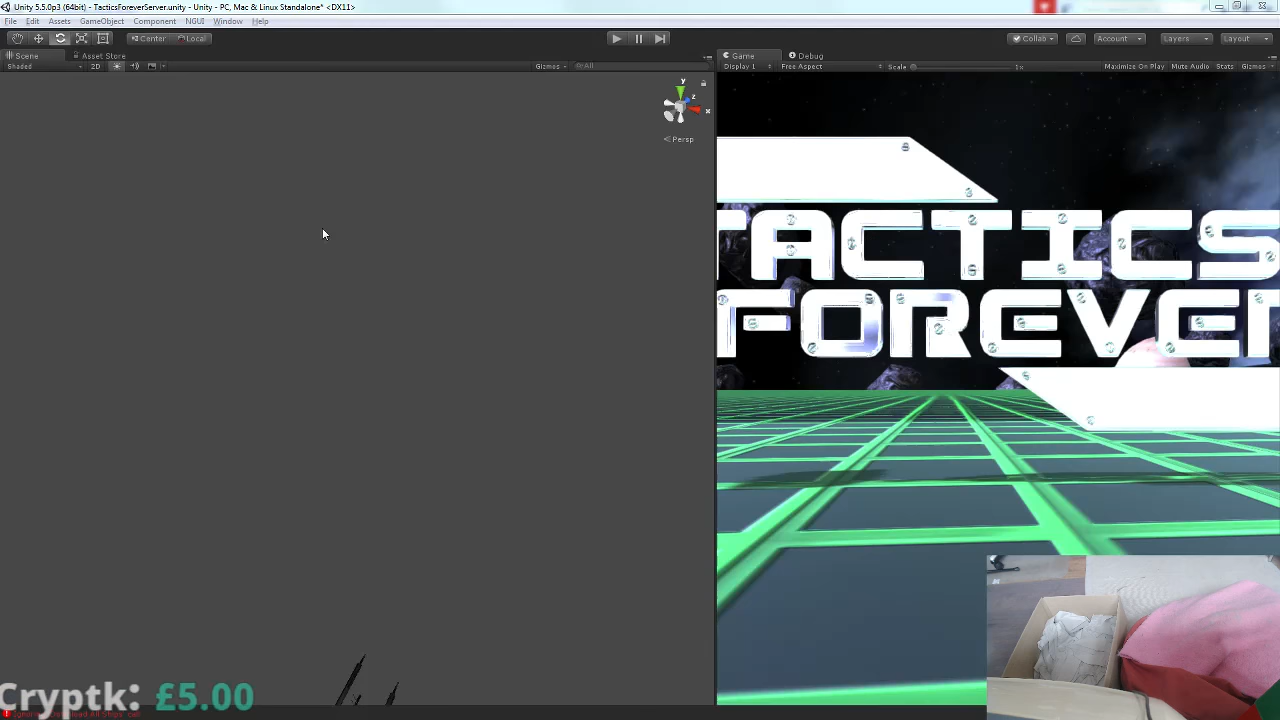 Unity 5.5.0p3 (64bit) - TacticsForeverServer.unity - Unity - PC, Mac & Linux Standalone* <DX11>
File Edit Assets GameObject Component NGUI Window Help
Center Local Collab Account Layers Layout
Scene Asset Store Game Debug
Shaded 2D Gizmos All Display 1 Free Aspect Scale 1x Maximize On Play Mute Audio Stats Gizmos
y
z
x
Persp
TACTICS
FOREVER
Cryptk: £5.00